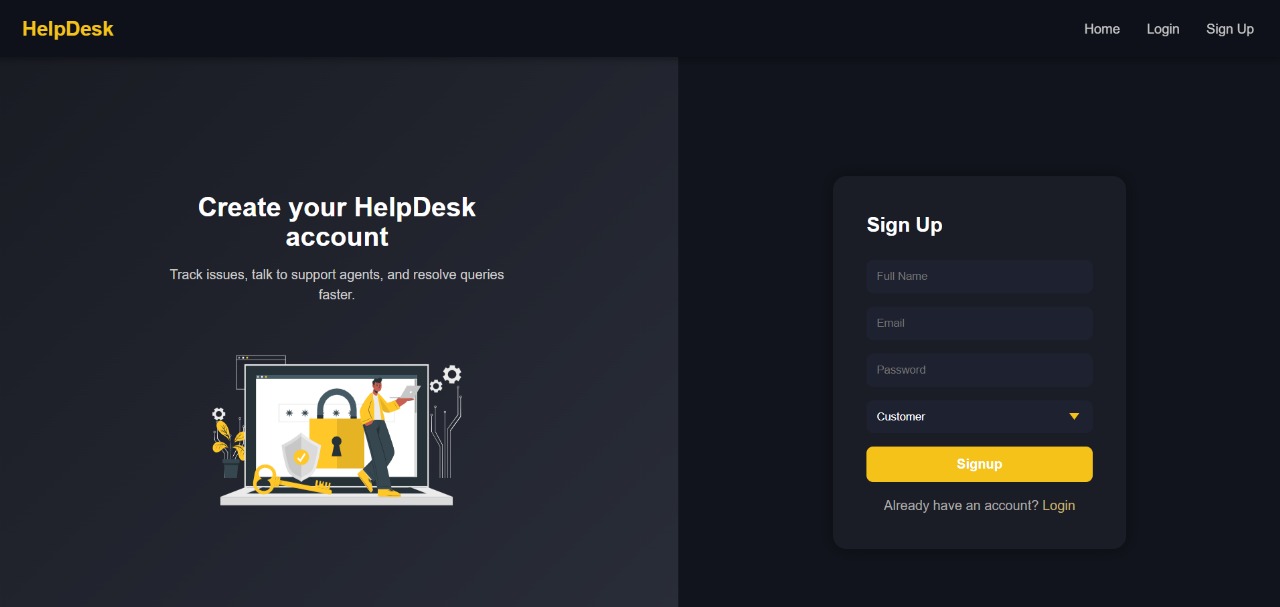 HelpDesk
Home Login Sign Up
Create your HelpDesk
account
Track issues, talk to support agents, and resolve queries
faster.
Sign Up
Full Name
Email
Password
Customer
Signup
Already have an account? Login